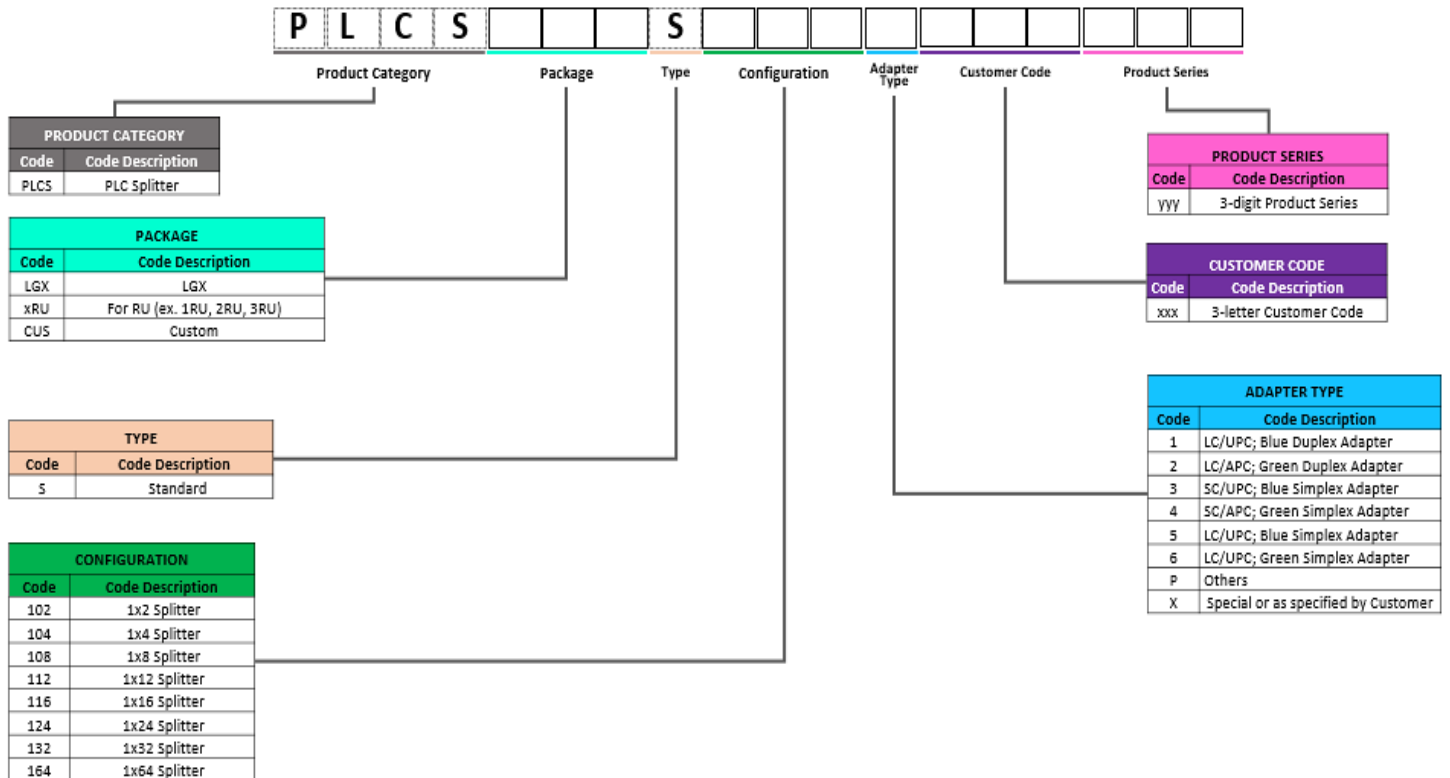 P L C S S
Product Category Package Type Configuration Adapter Type Customer Code Product Series
PRODUCT CATEGORY
Code Code Description
PLCS PLC Splitter
PACKAGE
Code Code Description
LGX LGX
xRU For RU (ex. 1RU, 2RU, 3RU)
CUS Custom
TYPE
Code Code Description
S Standard
CONFIGURATION
Code Code Description
102 1x2 Splitter
104 1x4 Splitter
108 1x8 Splitter
112 1x12 Splitter
116 1x16 Splitter
124 1x24 Splitter
132 1x32 Splitter
164 1x64 Splitter
PRODUCT SERIES
Code Code Description
yyy 3-digit Product Series
CUSTOMER CODE
Code Code Description
xxx 3-letter Customer Code
ADAPTER TYPE
Code Code Description
1 LC/UPC; Blue Duplex Adapter
2 LC/APC; Green Duplex Adapter
3 SC/UPC; Blue Simplex Adapter
4 SC/APC; Green Simplex Adapter
5 LC/UPC; Blue Simplex Adapter
6 LC/UPC; Green Simplex Adapter
P Others
X Special or as specified by Customer